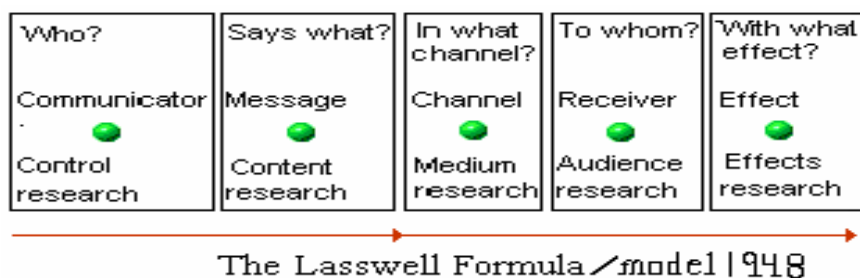 Who?
Communicator
.
Control
research
Says what?
Message
Content
research
In what
channel?
Channel
Medium
research
To whom?
Receiver
Audience
research
With what
effect?
Effect
Effects
research
The Lasswell Formula/model 1948